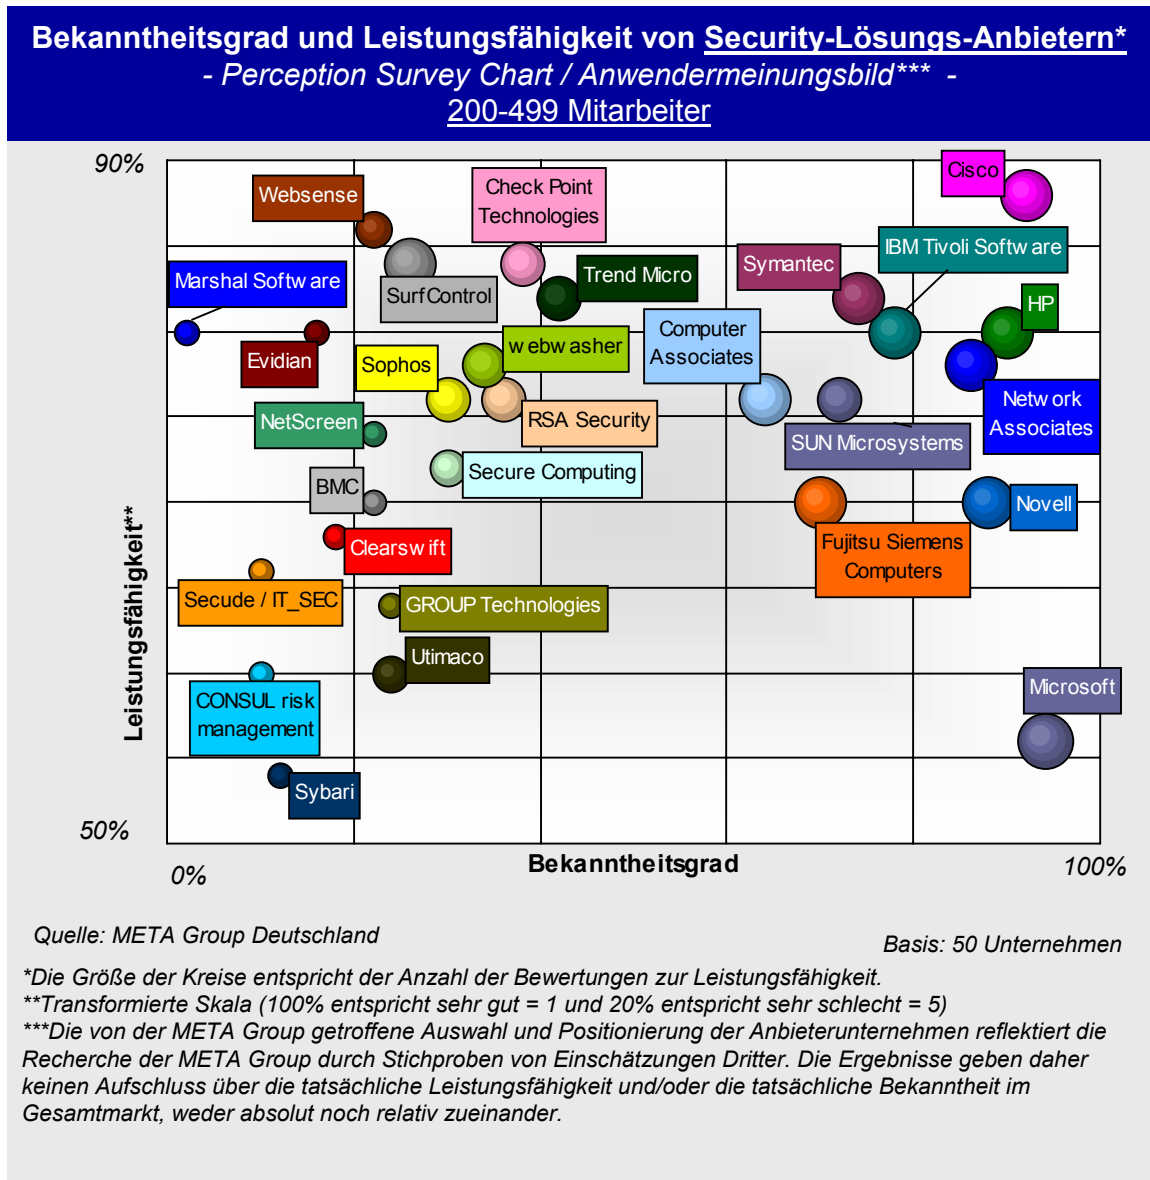 Bekanntheitsgrad und Leistungsfähigkeit von Security-Lösungs-Anbietern*
- Perception Survey Chart / Anwendermeinungsbild*** -
200-499 Mitarbeiter
90%
Cisco
Websense
Check Point
Technologies
IBM Tivoli Software
Symantec
Trend Micro
Marshal Software
SurfControl
HP
Computer
Associates
webwasher
Evidian
Sophos
Network
Associates
NetScreen
RSA Security
SUN Microsystems
Secure Computing
BMC
Novell
Clearswift
Fujitsu Siemens
Computers
Leistungsfähigkeit**
Secude / IT_SEC
GROUP Technologies
Utimaco
CONSUL risk
management
Microsoft
Sybari
50%
0%
Bekanntheitsgrad
100%
Quelle: META Group Deutschland
Basis: 50 Unternehmen
*Die Größe der Kreise entspricht der Anzahl der Bewertungen zur Leistungsfähigkeit.
**Transformierte Skala (100% entspricht sehr gut = 1 und 20% entspricht sehr schlecht = 5)
***Die von der META Group getroffene Auswahl und Positionierung der Anbieterunternehmen reflektiert die
Recherche der META Group durch Stichproben von Einschätzungen Dritter. Die Ergebnisse geben daher
keinen Aufschluss über die tatsächliche Leistungsfähigkeit und/oder die tatsächliche Bekanntheit im
Gesamtmarkt, weder absolut noch relativ zueinander.